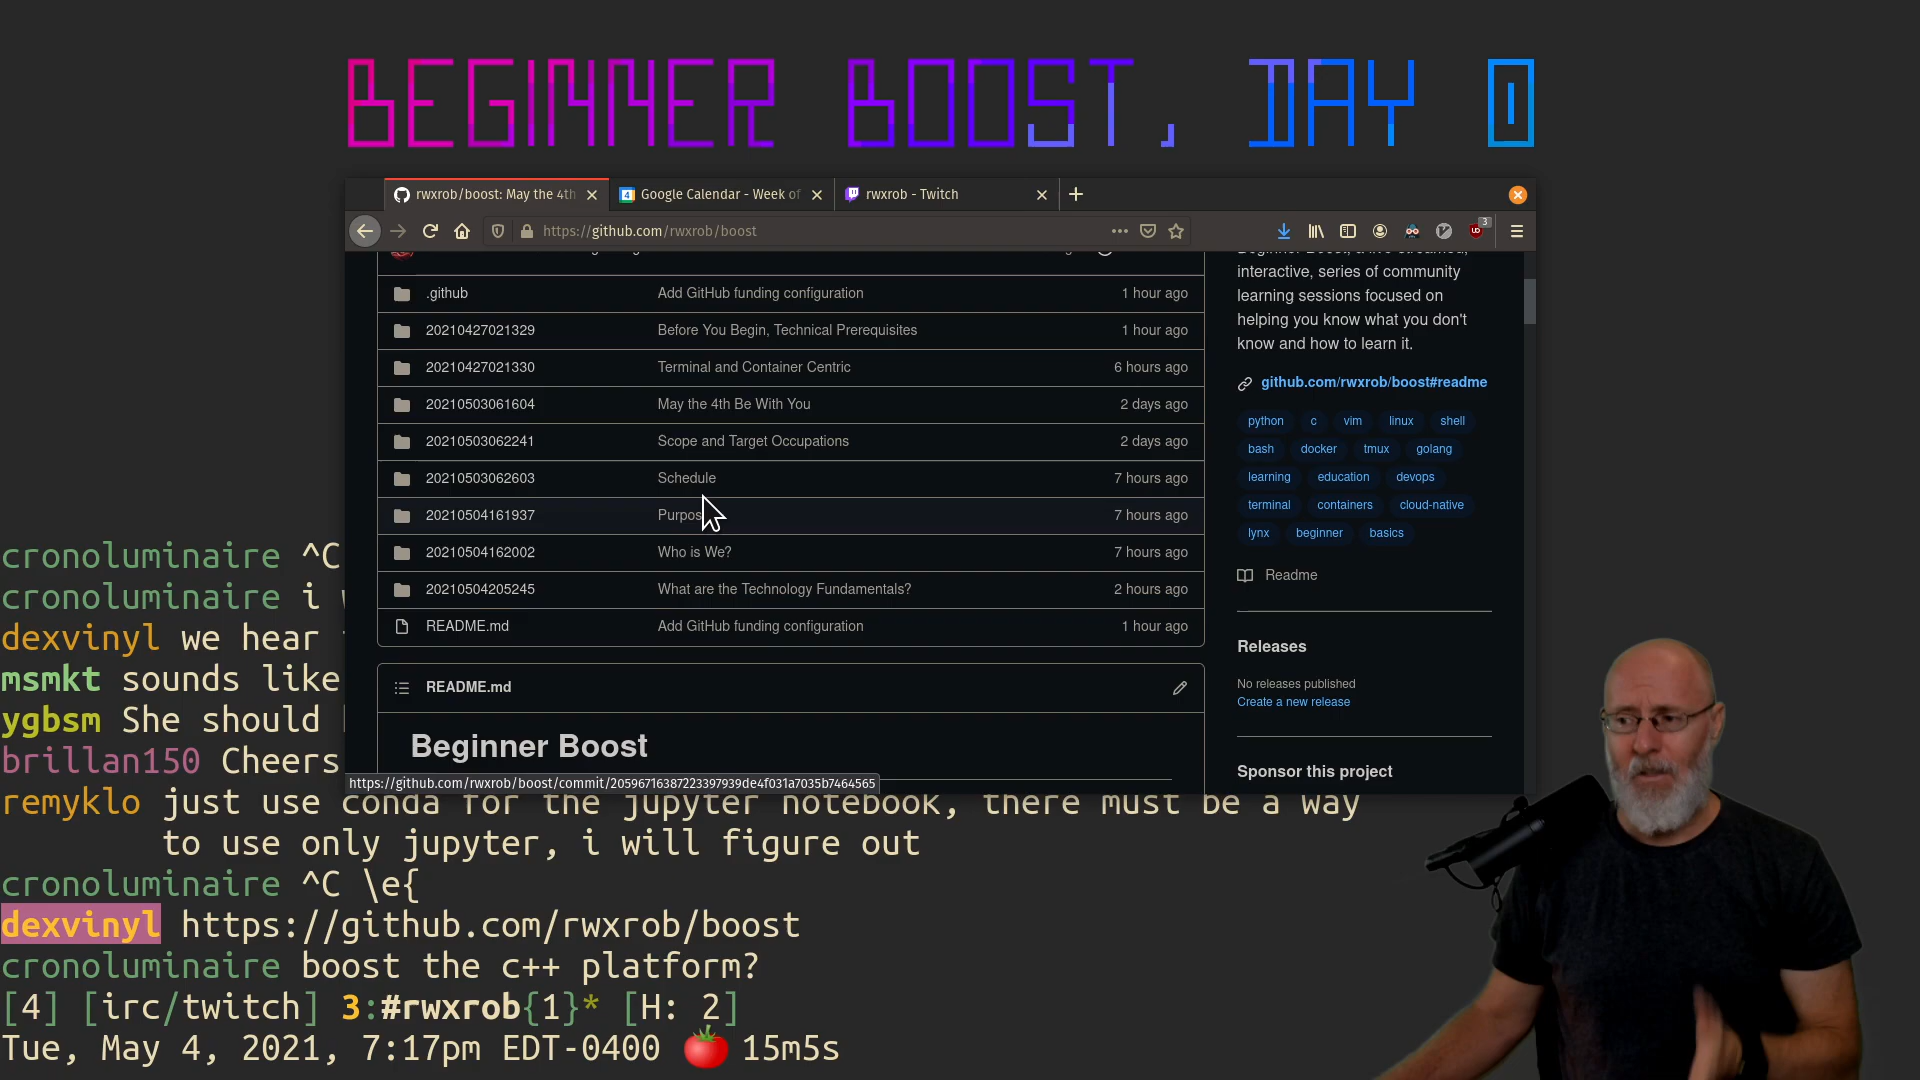 BEGINNER BOOST, DAY 0
rwxrob/boost: May the 4th
Google Calendar - Week of
rwxrob - Twitch
https://github.com/rwxrob/boost
3
.github Add GitHub funding configuration 1 hour ago
20210427021329 Before You Begin, Technical Prerequisites 1 hour ago
20210427021330 Terminal and Container Centric 6 hours ago
20210503061604 May the 4th Be With You 2 days ago
20210503062241 Scope and Target Occupations 2 days ago
20210503062603 Schedule 7 hours ago
20210504161937 Purpos 7 hours ago
20210504162002 Who is We? 7 hours ago
20210504205245 What are the Technology Fundamentals? 2 hours ago
README.md Add GitHub funding configuration 1 hour ago
README.md
Beginner Boost
https://github.com/rwxrob/boost/commit/20596716387223397939de4f031a7035b7464565
interactive, series of community
learning sessions focused on
helping you know what you don't
know and how to learn it.
github.com/rwxrob/boost#readme
python c vim linux shell
bash docker tmux golang
learning education devops
terminal containers cloud-native
lynx beginner basics
Readme
Releases
No releases published
Create a new release
Sponsor this project
cronoluminaire ^C
cronoluminaire i
dexvinyl we hear
msmkt sounds like
ygbsm She should
brillan150 Cheers
remyklo just use conda for the jupyter notebook, there must be a way
to use only jupyter, i will figure out
cronoluminaire ^C \e{
dexvinyl https://github.com/rwxrob/boost
cronoluminaire boost the c++ platform?
[4] [irc/twitch] 3:#rwxrob{1}* [H: 2]
Tue, May 4, 2021, 7:17pm EDT-0400 🍅 15m5s